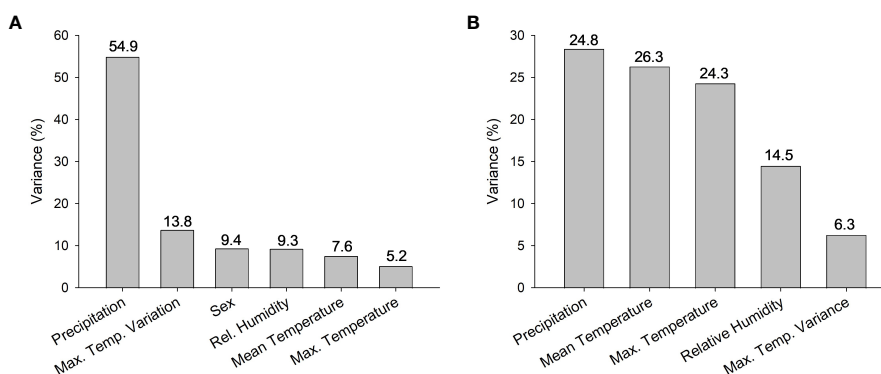 A
Variance (%)
60
50
40
30
20
10
0
54.9
13.8
9.4
9.3
7.6
5.2
Precipitation
Max. Temp. Variation
Sex
Rel. Humidity
Mean Temperature
Max. Temperature
B
Variance (%)
30
25
20
15
10
5
0
24.8
26.3
24.3
14.5
6.3
Precipitation
Mean Temperature
Max. Temperature
Relative Humidity
Max. Temp. Variance